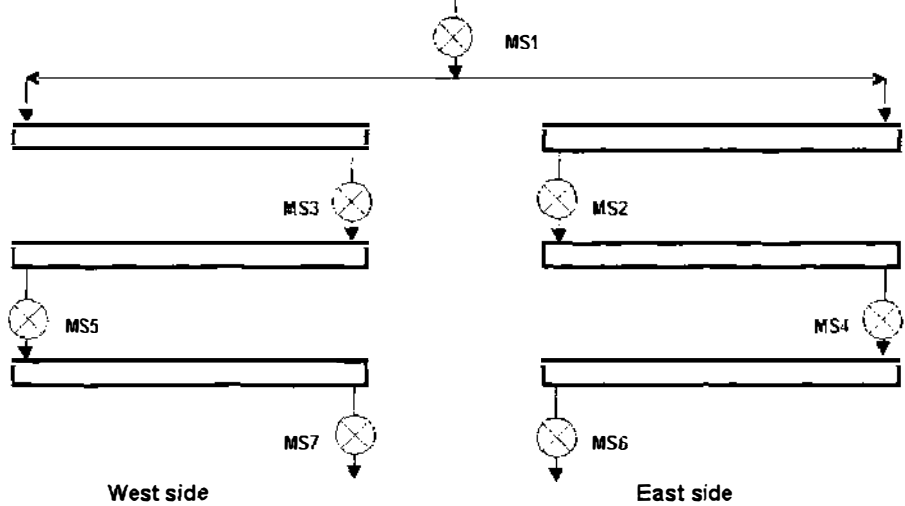 MS1
MS3
MS2
MS5
MS4
MS7
MS6
West side
East side